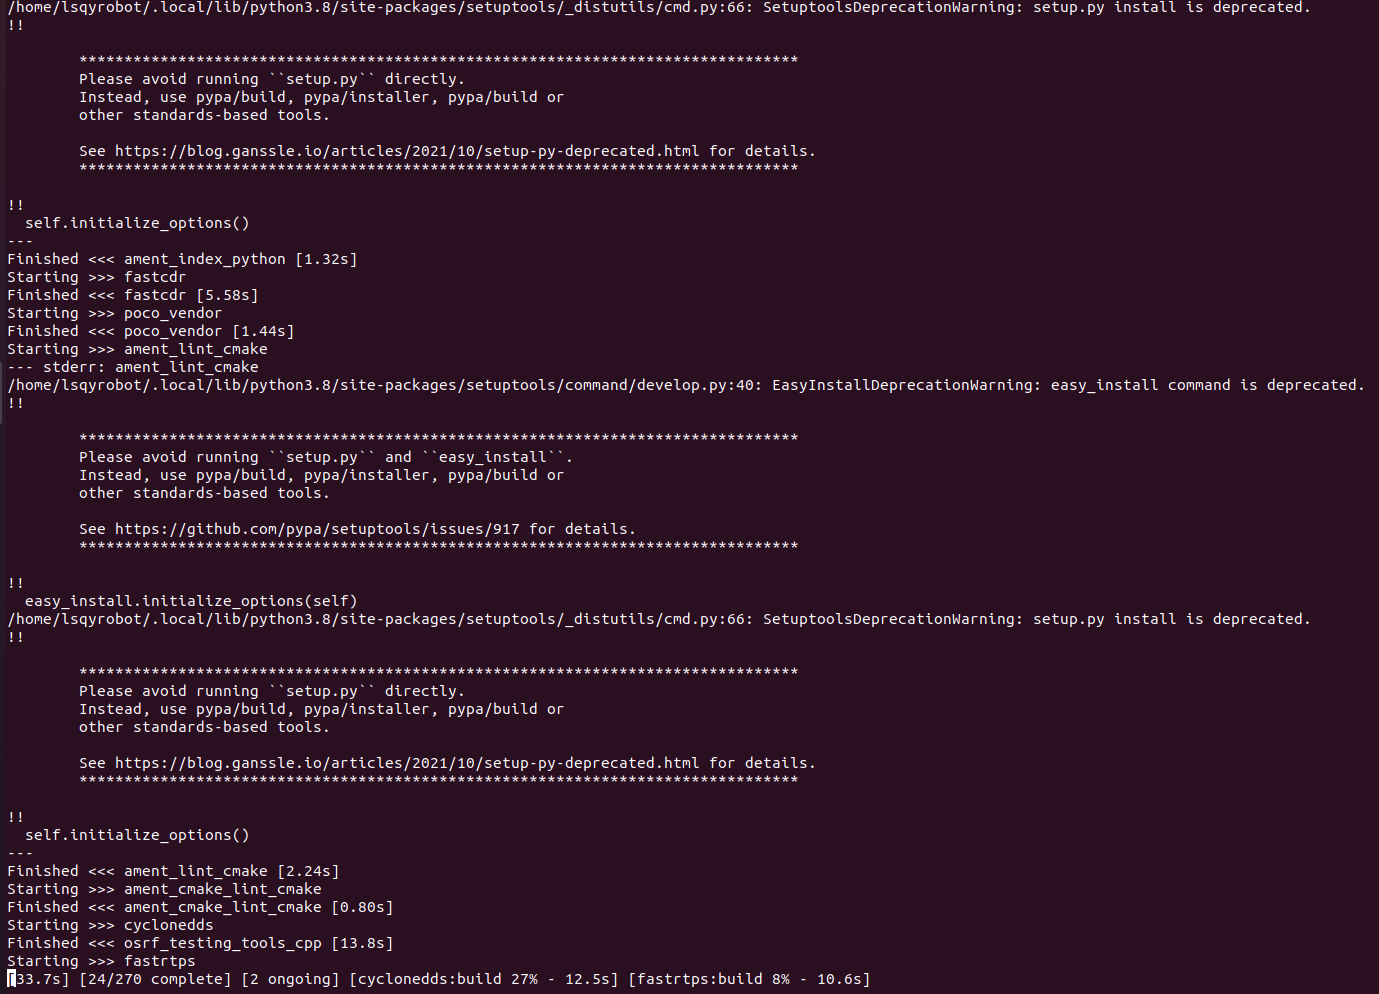 /home/lsqyrobot/.local/lib/python3.8/site-packages/setuptools/_distutils/cmd.py:66: SetuptoolsDeprecationWarning: setup.py install is deprecated.
!!
********************************************************************************
Please avoid running ``setup.py`` directly.
Instead, use pypa/build, pypa/installer, pypa/build or
other standards-based tools.
See https://blog.ganssle.io/articles/2021/10/setup-py-deprecated.html for details.
********************************************************************************
!!
self.initialize_options()
---
Finished <<< ament_index_python [1.32s]
Starting >>> fastcdr
Finished <<< fastcdr [5.58s]
Starting >>> poco_vendor
Finished <<< poco_vendor [1.44s]
Starting >>> ament_lint_cmake
--- stderr: ament_lint_cmake
/home/lsqyrobot/.local/lib/python3.8/site-packages/setuptools/command/develop.py:40: EasyInstallDeprecationWarning: easy_install command is deprecated.
!!
********************************************************************************
Please avoid running ``setup.py`` and ``easy_install``.
Instead, use pypa/build, pypa/installer, pypa/build or
other standards-based tools.
See https://github.com/pypa/setuptools/issues/917 for details.
********************************************************************************
!!
easy_install.initialize_options(self)
/home/lsqyrobot/.local/lib/python3.8/site-packages/setuptools/_distutils/cmd.py:66: SetuptoolsDeprecationWarning: setup.py install is deprecated.
!!
********************************************************************************
Please avoid running ``setup.py`` directly.
Instead, use pypa/build, pypa/installer, pypa/build or
other standards-based tools.
See https://blog.ganssle.io/articles/2021/10/setup-py-deprecated.html for details.
********************************************************************************
!!
self.initialize_options()
---
Finished <<< ament_lint_cmake [2.24s]
Starting >>> ament_cmake_lint_cmake
Finished <<< ament_cmake_lint_cmake [0.80s]
Starting >>> cyclonedds
Finished <<< osrf_testing_tools_cpp [13.8s]
Starting >>> fastrtps
[33.7s] [24/270 complete] [2 ongoing] [cyclonedds:build 27% - 12.5s] [fastrtps:build 8% - 10.6s]